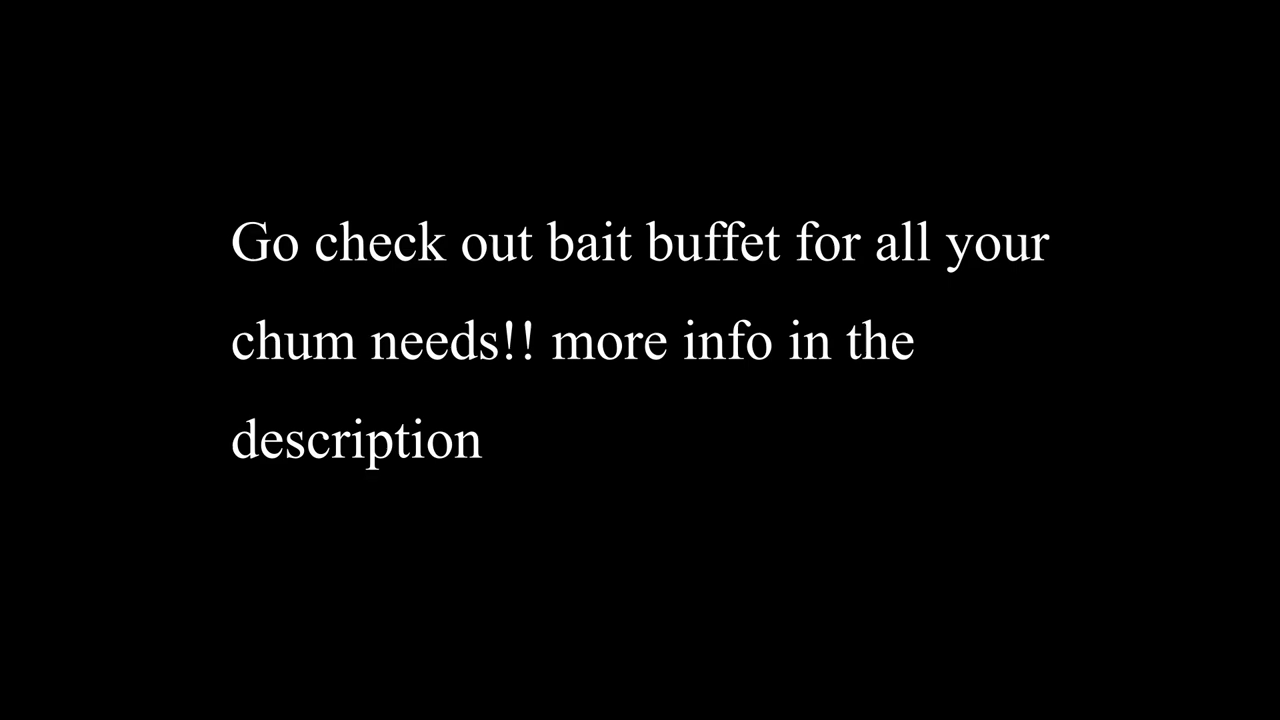 Go check out bait buffet for all your
chum needs!! more info in the
description